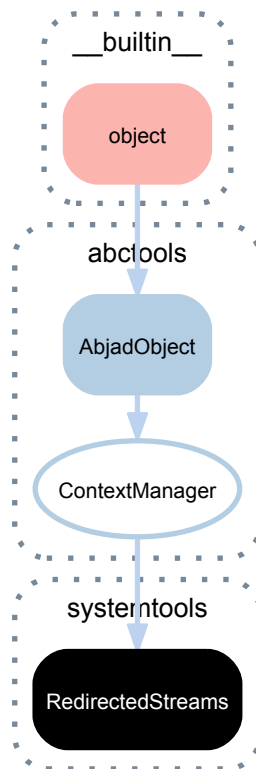 __builtin__
object
abctools
AbjadObject
ContextManager
systemtools
RedirectedStreams